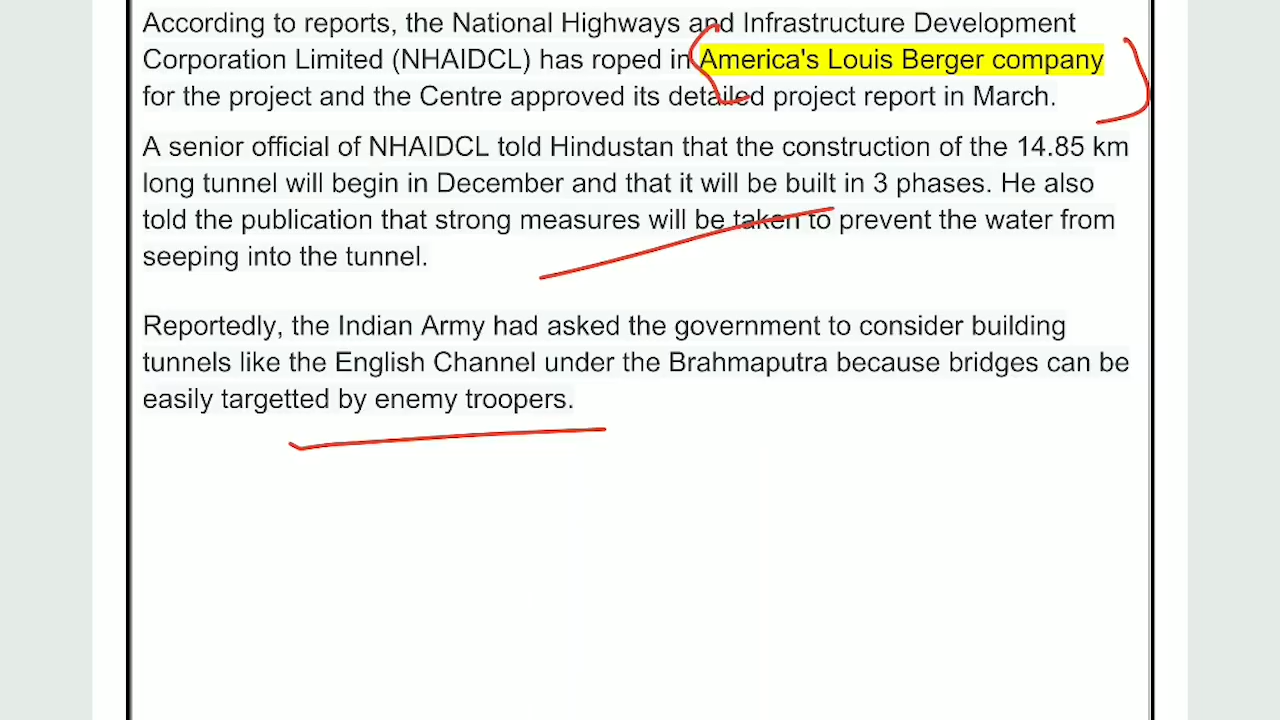 According to reports, the National Highways and Infrastructure Development
Corporation Limited (NHAIDCL) has roped in America's Louis Berger company
for the project and the Centre approved its detailed project report in March.
A senior official of NHAIDCL told Hindustan that the construction of the 14.85 km
long tunnel will begin in December and that it will be built in 3 phases. He also
told the publication that strong measures will be taken to prevent the water from
seeping into the tunnel.
Reportedly, the Indian Army had asked the government to consider building
tunnels like the English Channel under the Brahmaputra because bridges can be
easily targetted by enemy troopers.